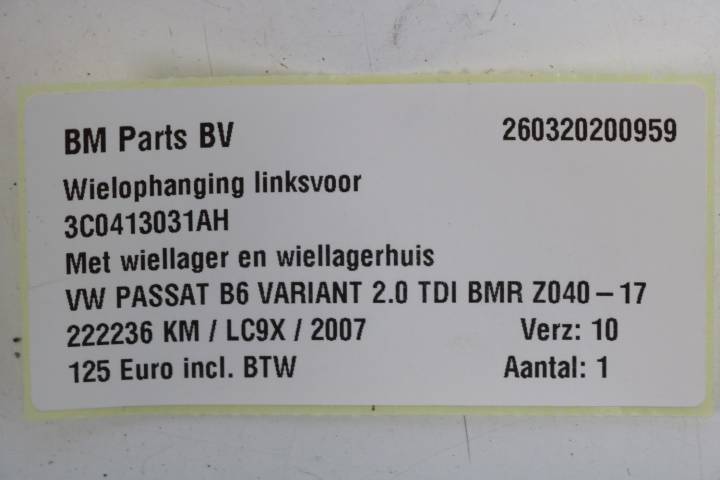 BM Parts BV 260320200959
Wielophanging linksvoor
3C0413031AH
Met wiellager en wiellagerhuis
VW PASSAT B6 VARIANT 2.0 TDI BMR Z040-17
222236 KM / LC9X / 2007 Verz: 10
125 Euro incl. BTW Aantal: 1